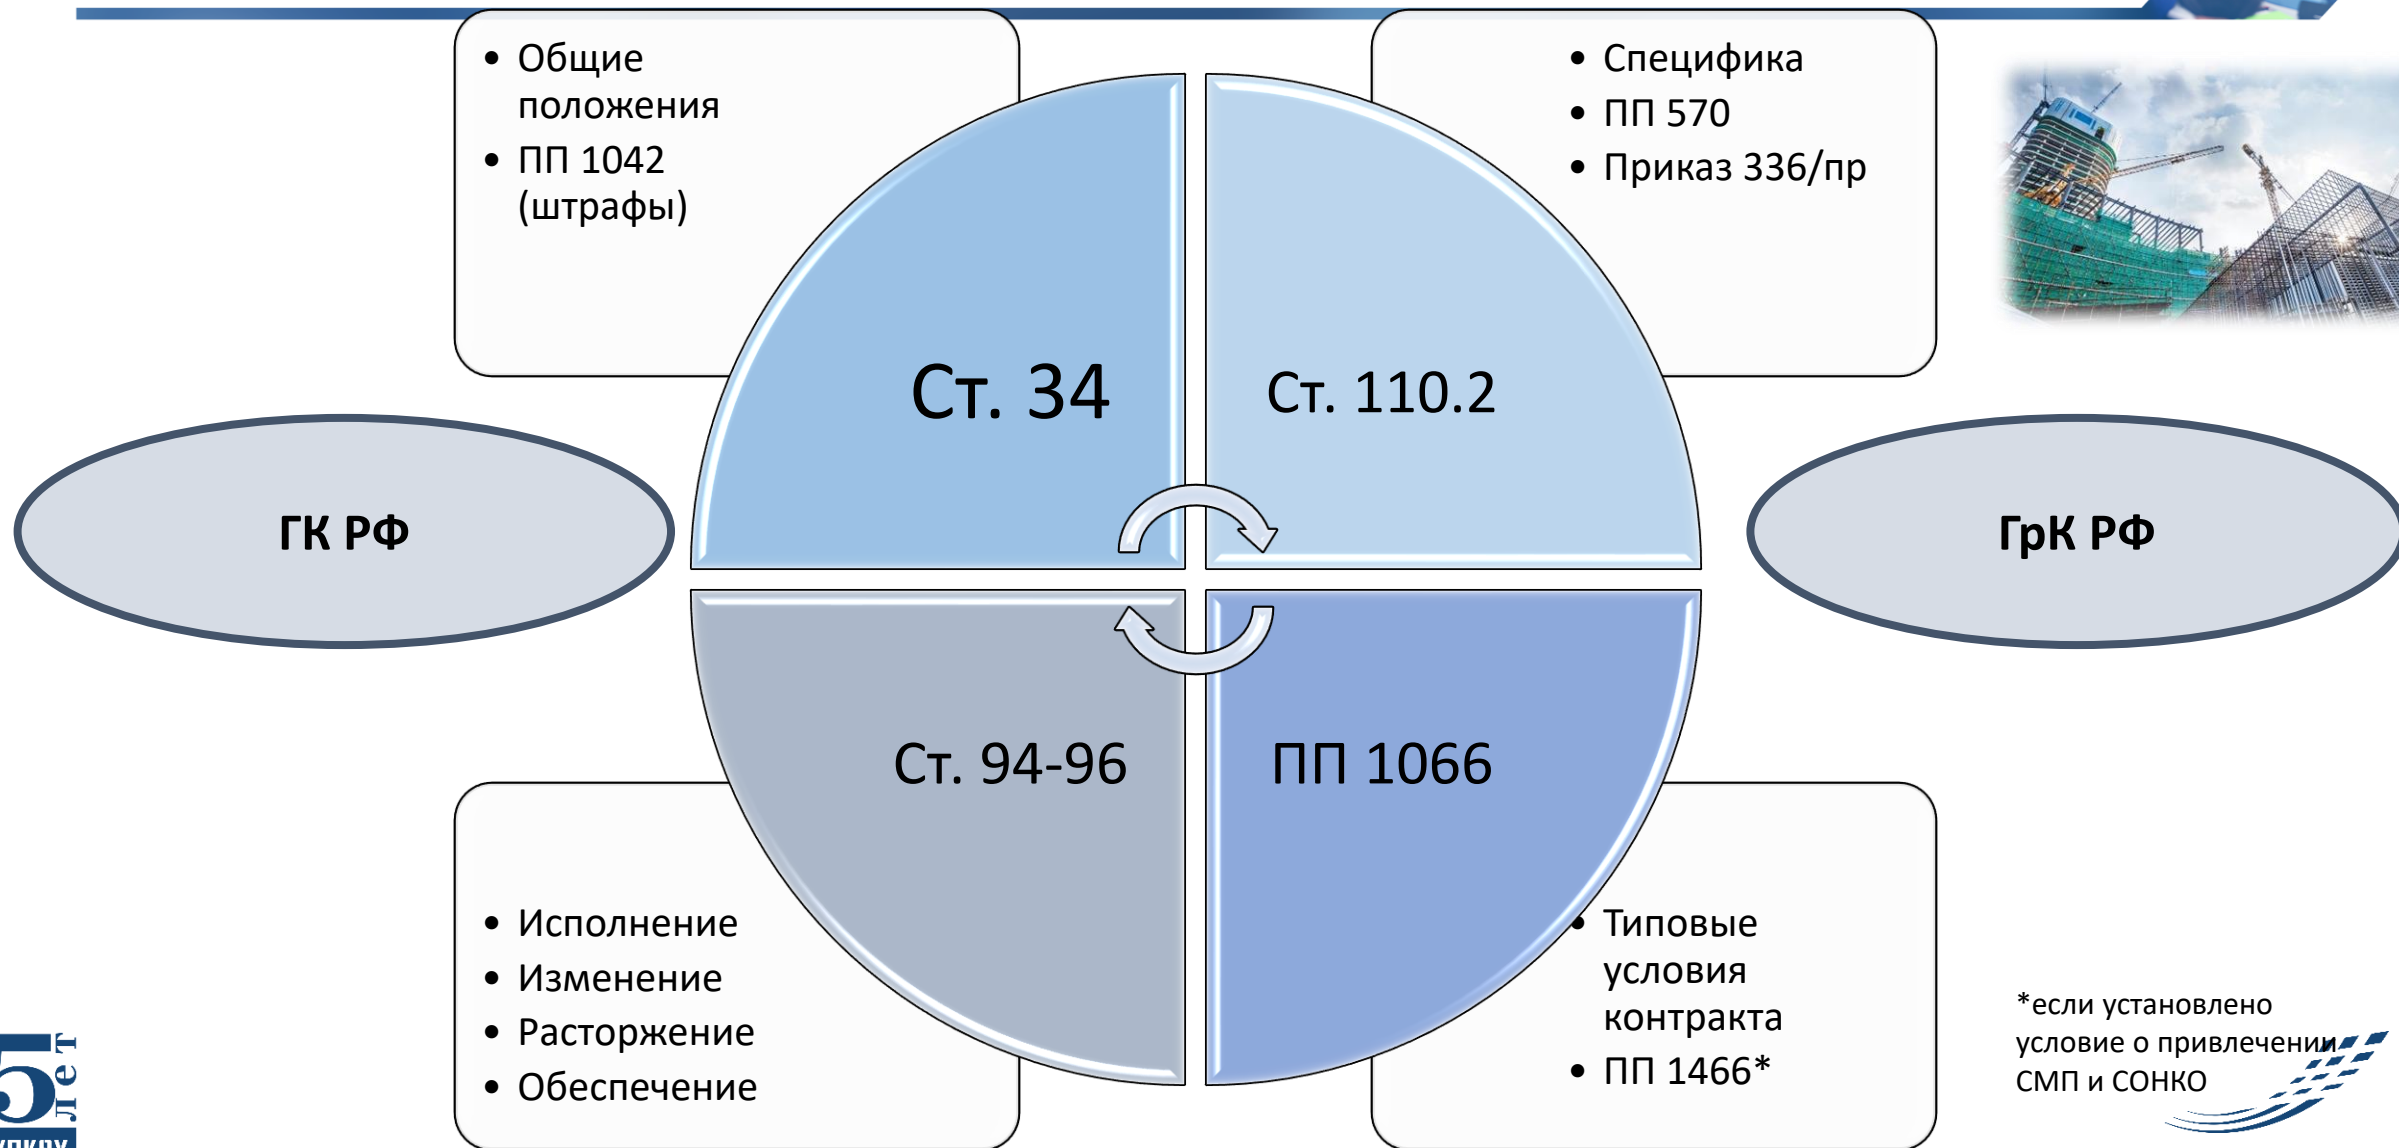 Общие
положения
ПП 1042
(штрафы)
Специфика
ПП 570
Приказ 336/пр
Ст. 34
Ст. 110.2
ГК РФ
ГрК РФ
Ст. 94-96
ПП 1066
Исполнение
Изменение
Расторжение
Обеспечение
Типовые
условия
контракта
ПП 1466*
*если установлено
условие о привлечении
СМП и СОНКО
5
лет